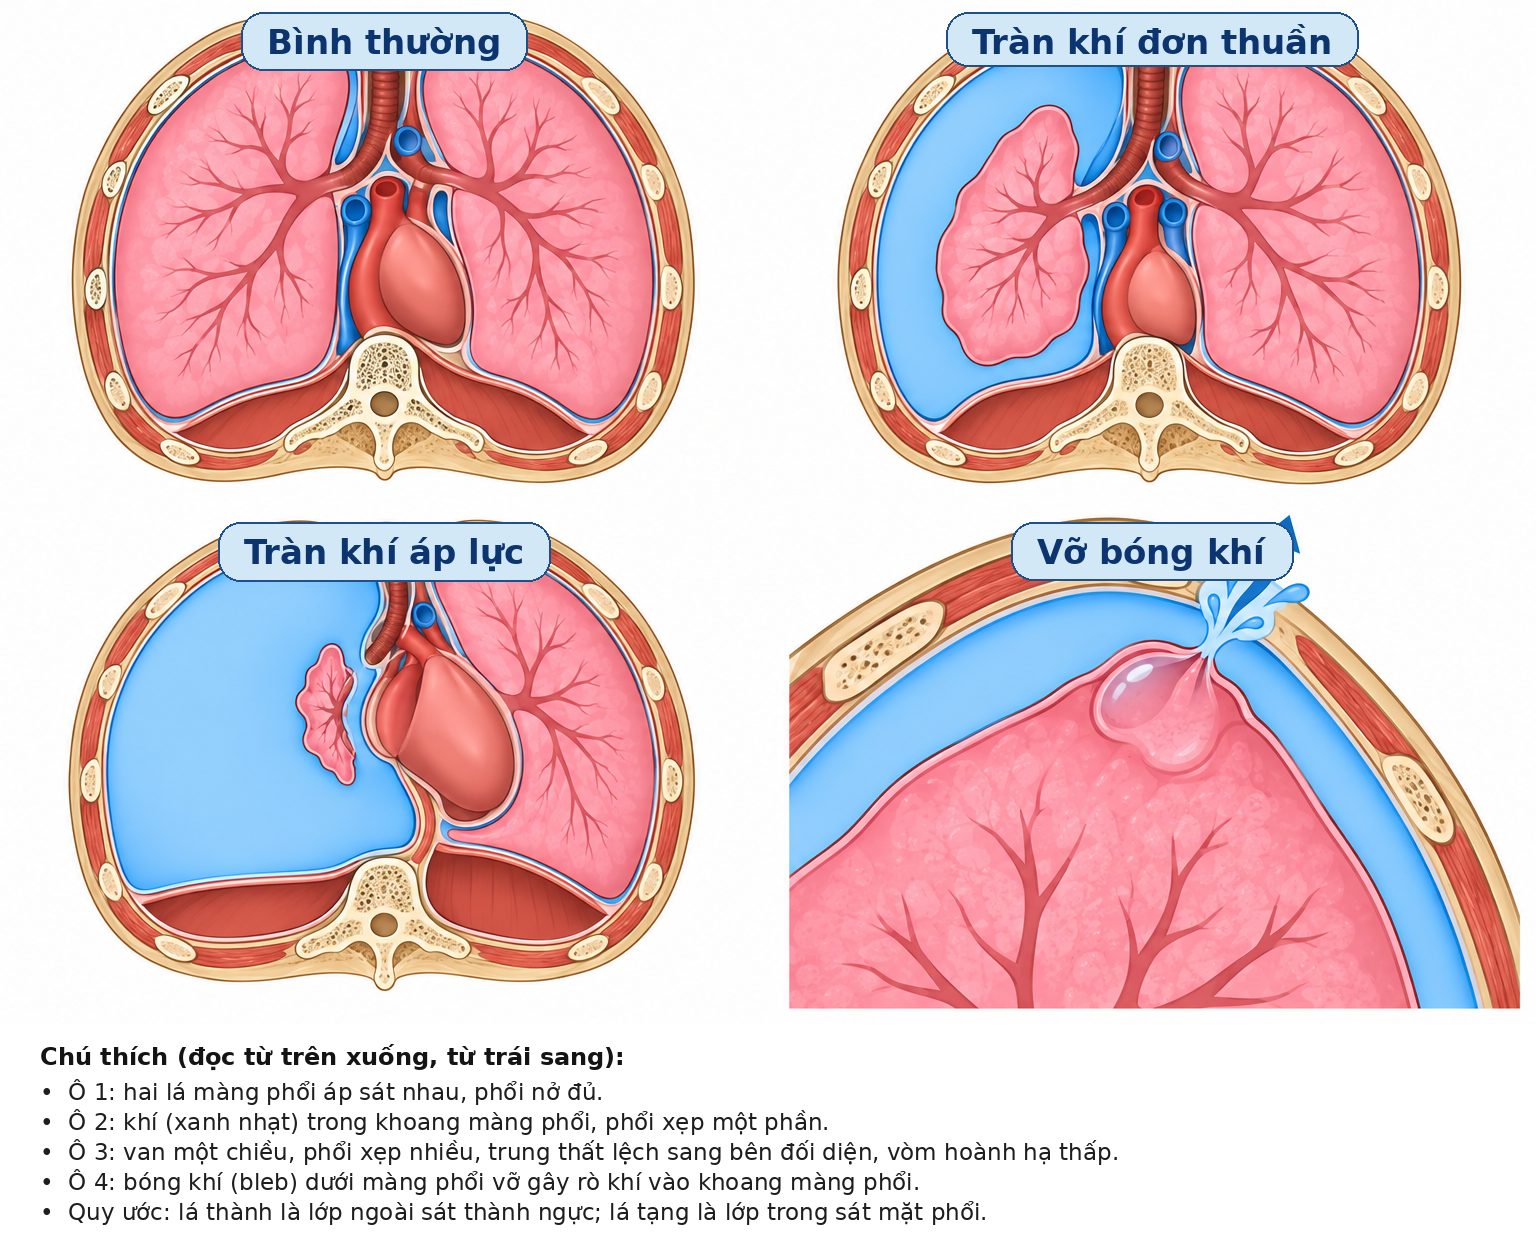 Bình thường
Tràn khí đơn thuần
Tràn khí áp lực
Vỡ bóng khí
Chú thích (đọc từ trên xuống, từ trái sang):
• Ô 1: hai lá màng phổi áp sát nhau, phổi nở đủ.
• Ô 2: khí (xanh nhạt) trong khoang màng phổi, phổi xẹp một phần.
• Ô 3: van một chiều, phổi xẹp nhiều, trung thất lệch sang bên đối diện, vòm hoành hạ thấp.
• Ô 4: bóng khí (bleb) dưới màng phổi vỡ gây rò khí vào khoang màng phổi.
• Quy ước: lá thành là lớp ngoài sát thành ngực; lá tạng là lớp trong sát mặt phổi.